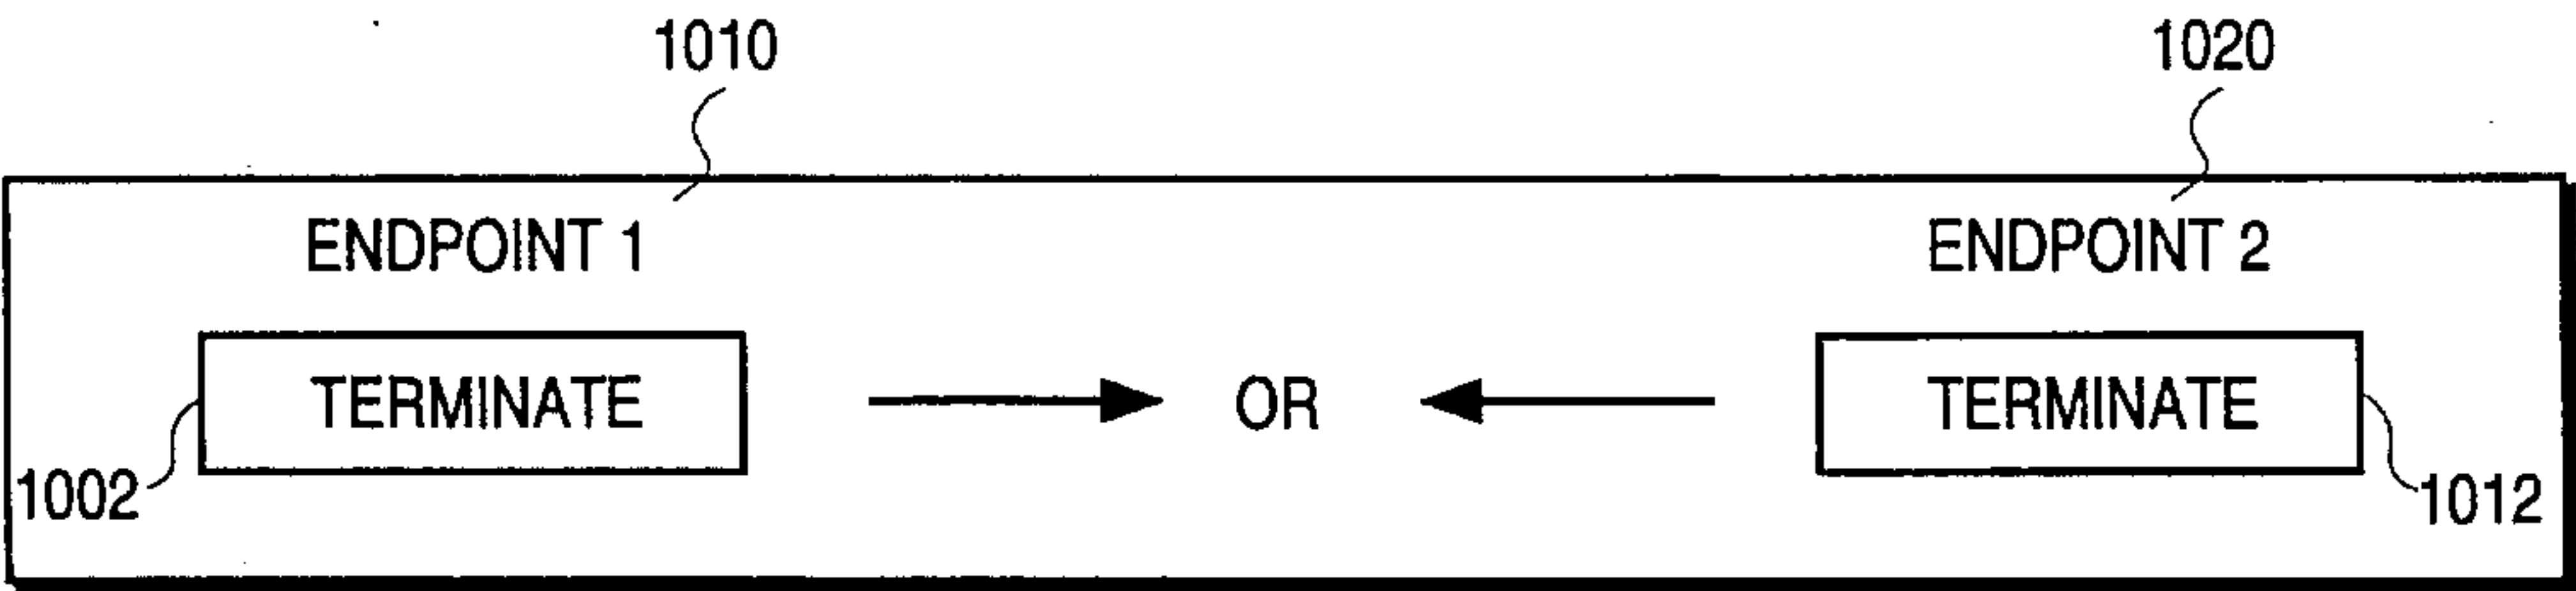 1010 1020
ENDPOINT 1 ENDPOINT 2
TERMINATE OR TERMINATE
1002 1012